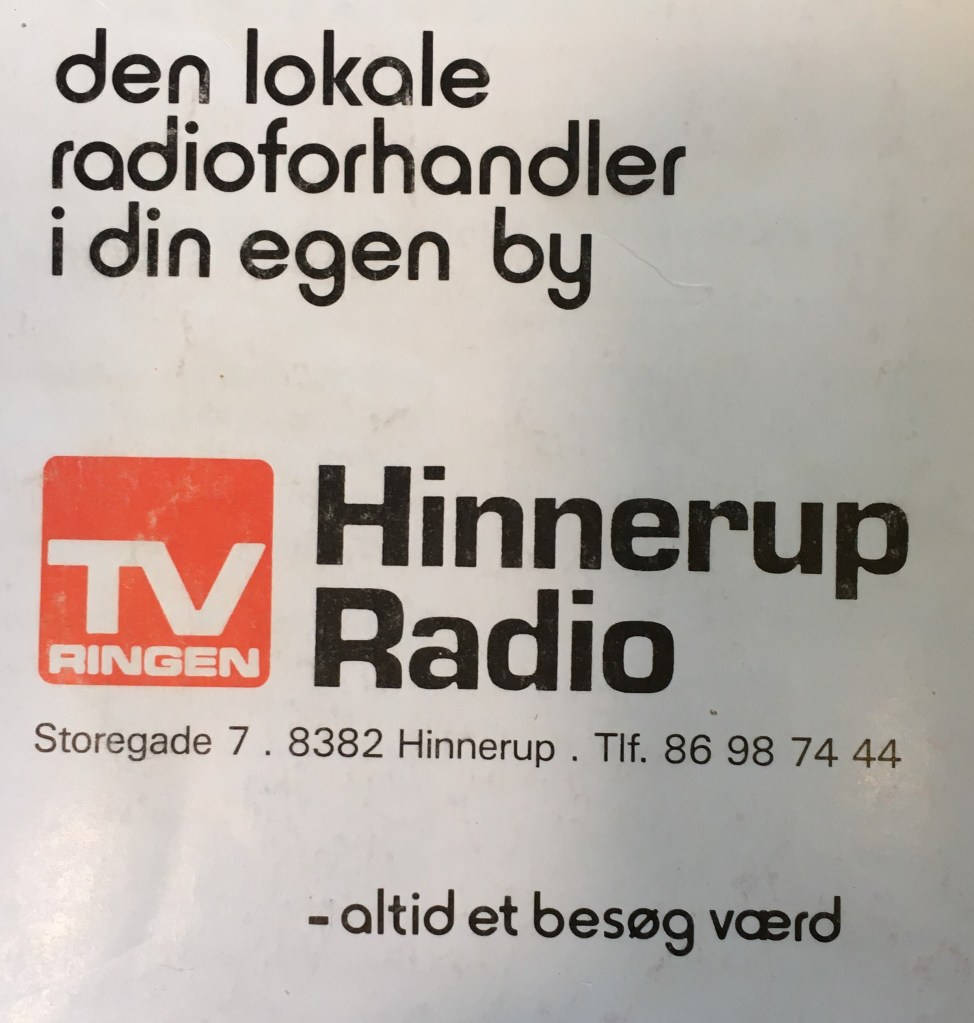 den lokale
radioforhandler
i din egen by
TV
RINGEN
Hinnerup
Radio
Storegade 7 . 8382 Hinnerup . Tlf. 86 98 74 44
- altid et besøg værd